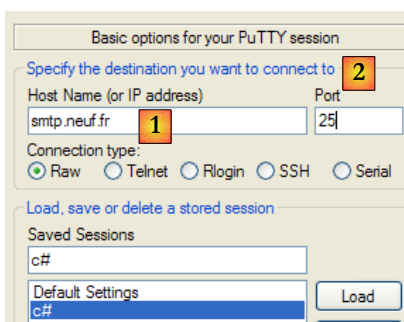 Basic options for your PuTTY session
Specify the destination you want to connect to 2
Host Name (or IP address) Port
smtp.neuf.fr 1 25
Connection type:
Raw Telnet Rlogin SSH Serial
Load, save or delete a stored session
Saved Sessions
c#
Default Settings Load
c#